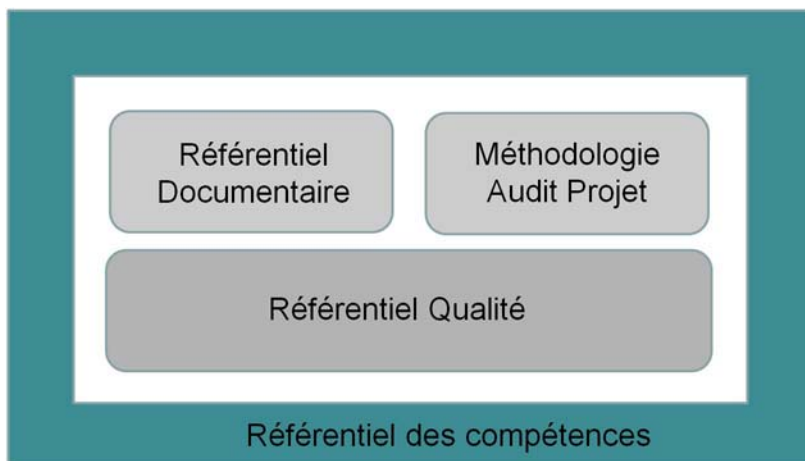 Référentiel
Documentaire
Méthodologie
Audit Projet
Référentiel Qualité
Référentiel des compétences